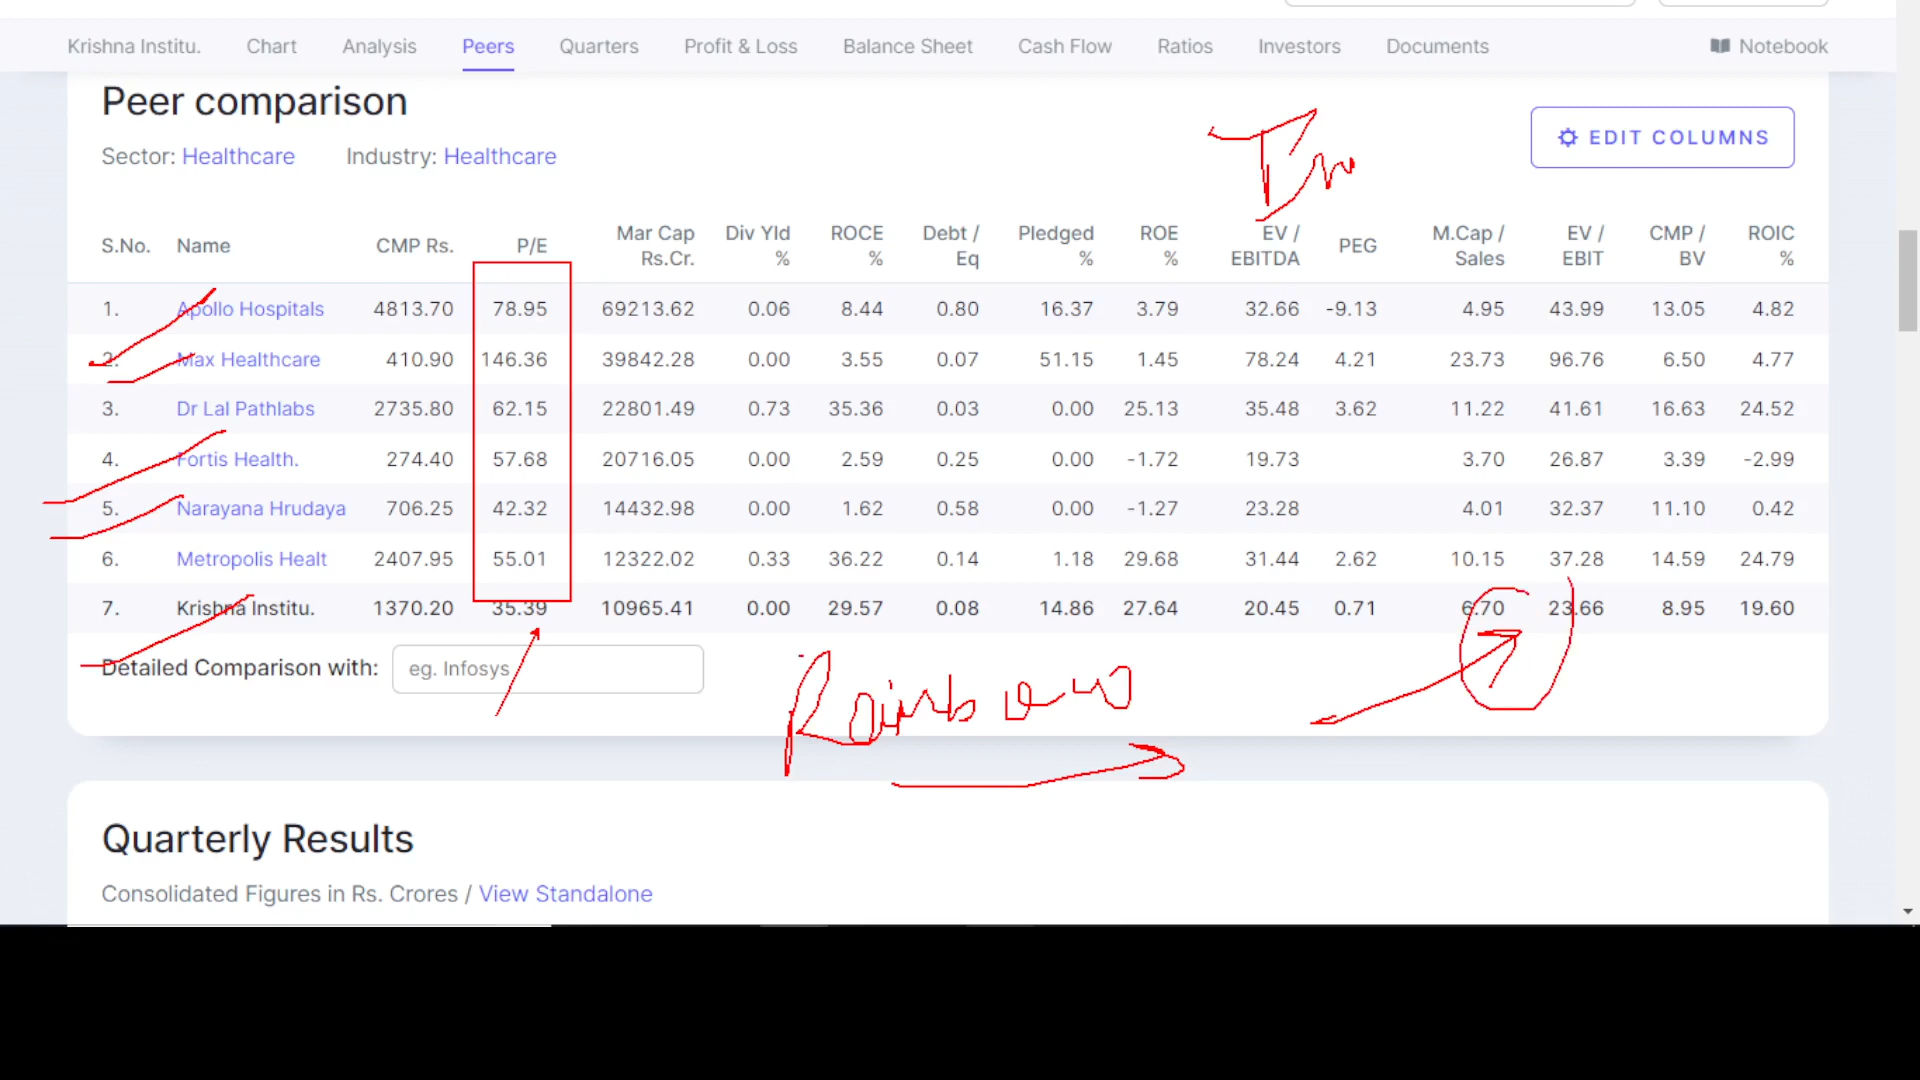 Krishna Institu. Chart Analysis Peers Quarters Profit & Loss Balance Sheet Cash Flow Ratios Investors Documents Notebook
Peer comparison
EDIT COLUMNS
Sector: Healthcare Industry: Healthcare
S.No. Name CMP Rs. P/E Mar Cap Rs.Cr. Div Yld % ROCE % Debt / Eq Pledged % ROE % EV / EBITDA PEG M.Cap / Sales EV / EBIT CMP / BV ROIC %
1. Apollo Hospitals 4813.70 78.95 69213.62 0.06 8.44 0.80 16.37 3.79 32.66 -9.13 4.95 43.99 13.05 4.82
2. Max Healthcare 410.90 146.36 39842.28 0.00 3.55 0.07 51.15 1.45 78.24 4.21 23.73 96.76 6.50 4.77
3. Dr Lal Pathlabs 2735.80 62.15 22801.49 0.73 35.36 0.03 0.00 25.13 35.48 3.62 11.22 41.61 16.63 24.52
4. Fortis Health. 274.40 57.68 20716.05 0.00 2.59 0.25 0.00 -1.72 19.73 3.70 26.87 3.39 -2.99
5. Narayana Hrudaya 706.25 42.32 14432.98 0.00 1.62 0.58 0.00 -1.27 23.28 4.01 32.37 11.10 0.42
6. Metropolis Healt 2407.95 55.01 12322.02 0.33 36.22 0.14 1.18 29.68 31.44 2.62 10.15 37.28 14.59 24.79
7. Krishna Institu. 1370.20 35.39 10965.41 0.00 29.57 0.08 14.86 27.64 20.45 0.71 6.70 23.66 8.95 19.60
Detailed Comparison with: eg. Infosys
Rainbow
Quarterly Results
Consolidated Figures in Rs. Crores / View Standalone